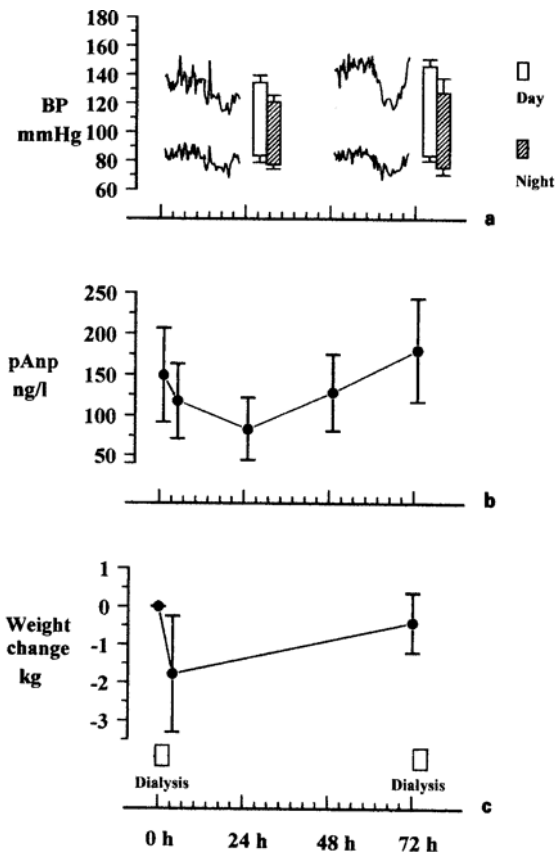 180
160
140
BP
120
mmHg
100
80
60
Day
Night
a
250
200
pAnp
150
ng/l
100
50
b
1
0
Weight
change
-1
kg
-2
-3
Dialysis
Dialysis
c
0 h
24 h
48 h
72 h